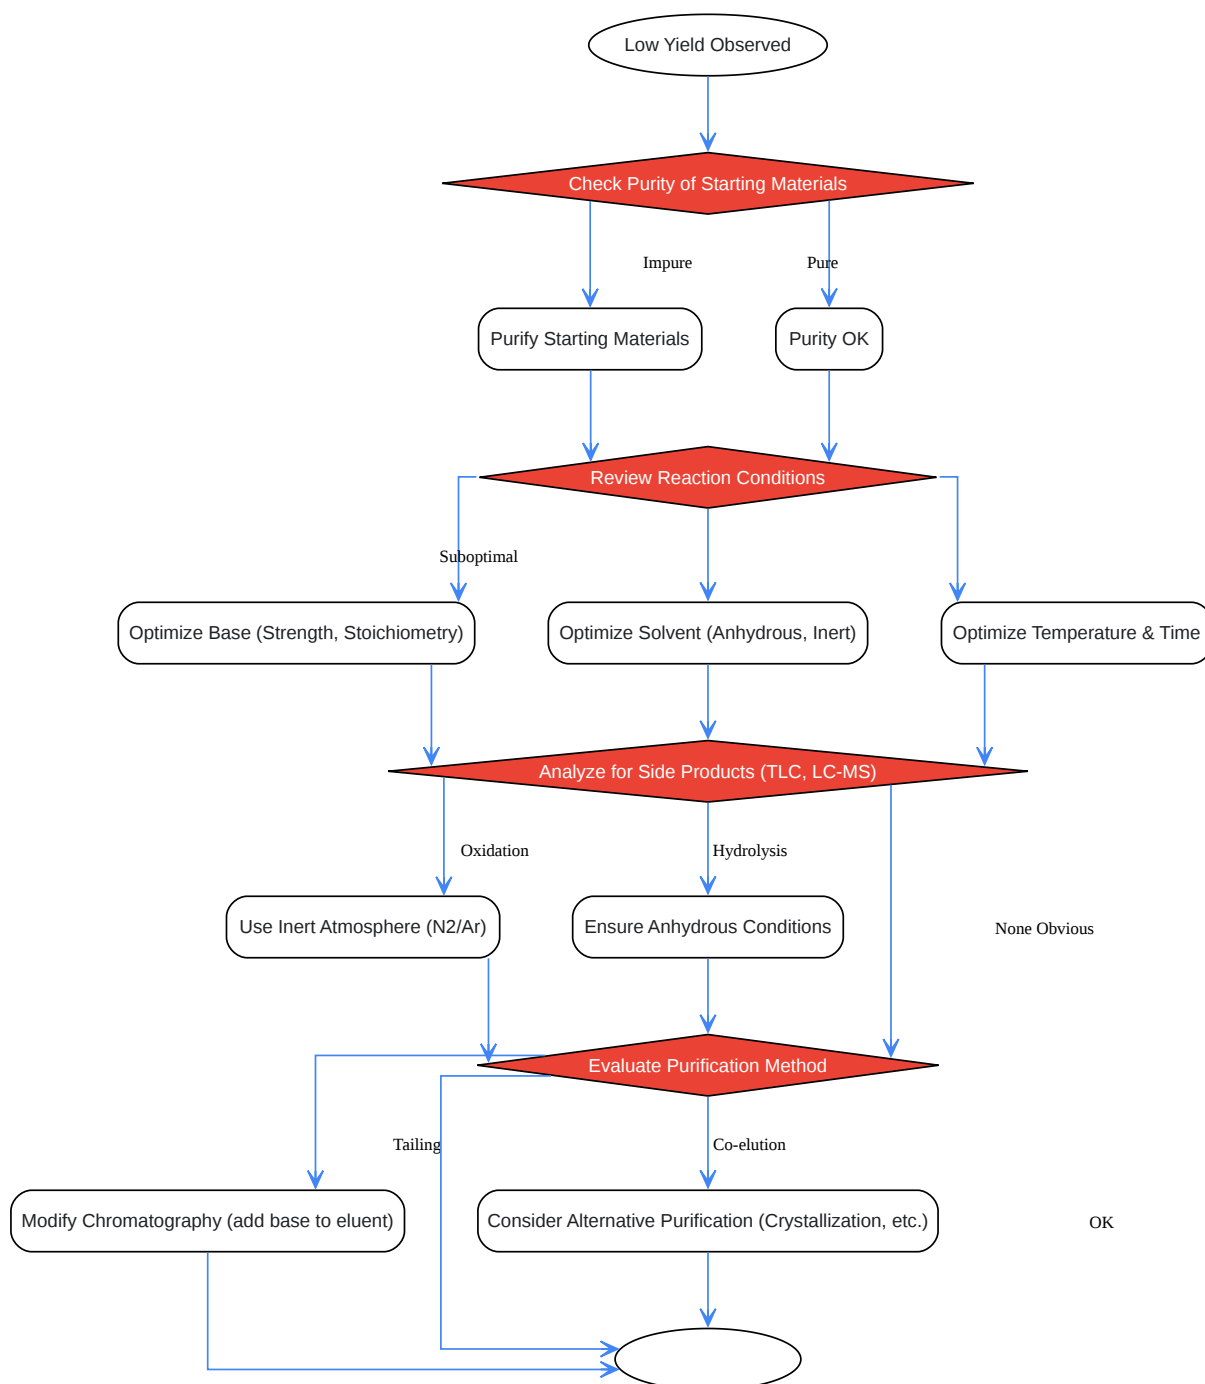 Low Yield Observed
Check Purity of Starting Materials
Impure
Pure
Purify Starting Materials
Purity OK
Review Reaction Conditions
Suboptimal
Optimize Base (Strength, Stoichiometry)
Optimize Solvent (Anhydrous, Inert)
Optimize Temperature & Time
Analyze for Side Products (TLC, LC-MS)
Oxidation
Hydrolysis
Use Inert Atmosphere (N2/Ar)
Ensure Anhydrous Conditions
None Obvious
Evaluate Purification Method
Tailing
Co-elution
Modify Chromatography (add base to eluent)
Consider Alternative Purification (Crystallization, etc.)
OK